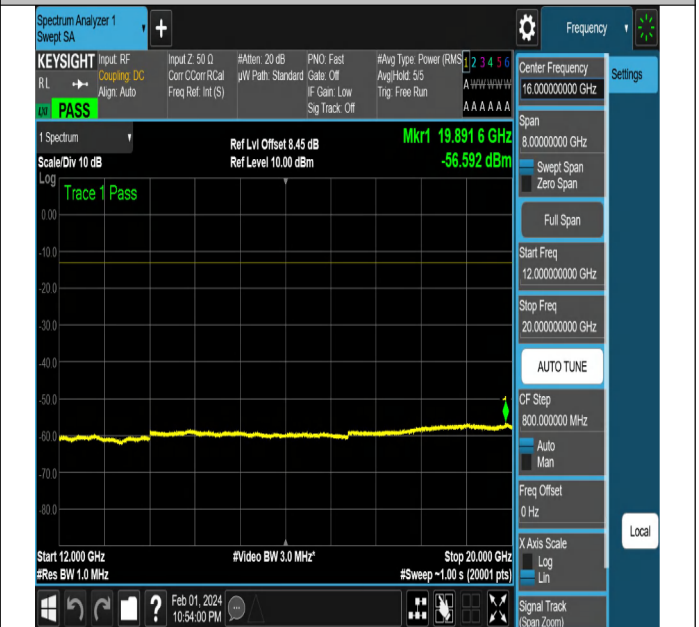 Spectrum Analyzer 1
Swept SA
Frequency
KEYSIGHT
RL
PASS
Input: RF
Coupling: DC
Align: Auto
Input Z: 50 Ω
Corr CCorr RCal
Freq Ref: Int (S)
#Atten: 20 dB
µW Path: Standard
PNO: Fast
Gate: Off
IF Gain: Low
Sig Track: Off
#Avg Type: Power (RMS
Avg|Hold: 5/5
Trig: Free Run
1 2 3 4 5 6
A W W W W W
A A A A A A
1 Spectrum
Scale/Div 10 dB
Log
Ref Lvl Offset 8.45 dB
Ref Level 10.00 dBm
Mkr1 19.891 6 GHz
-56.592 dBm
Trace 1 Pass
0.00
-10.0
-20.0
-30.0
-40.0
-50.0
-60.0
-70.0
-80.0
1
Start 12.000 GHz
#Res BW 1.0 MHz
#Video BW 3.0 MHz*
Stop 20.000 GHz
#Sweep ~1.00 s (20001 pts)
Center Frequency
16.000000000 GHz
Span
8.00000000 GHz
Swept Span
Zero Span
Full Span
Start Freq
12.000000000 GHz
Stop Freq
20.000000000 GHz
AUTO TUNE
CF Step
800.000000 MHz
Auto
Man
Freq Offset
0 Hz
X Axis Scale
Log
Lin
Signal Track
(Span Zoom)
Settings
Local
?
Feb 01, 2024
10:54:00 PM